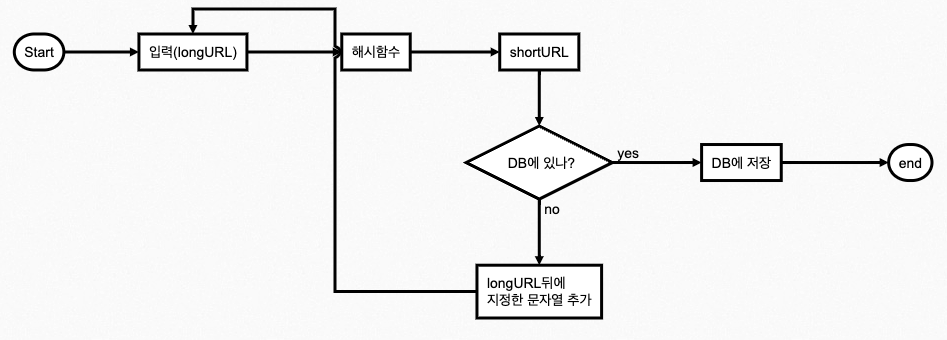 Start
입력(longURL)
해시함수
shortURL
DB에 있나?
yes
DB에 저장
end
no
longURL뒤에
지정한 문자열 추가